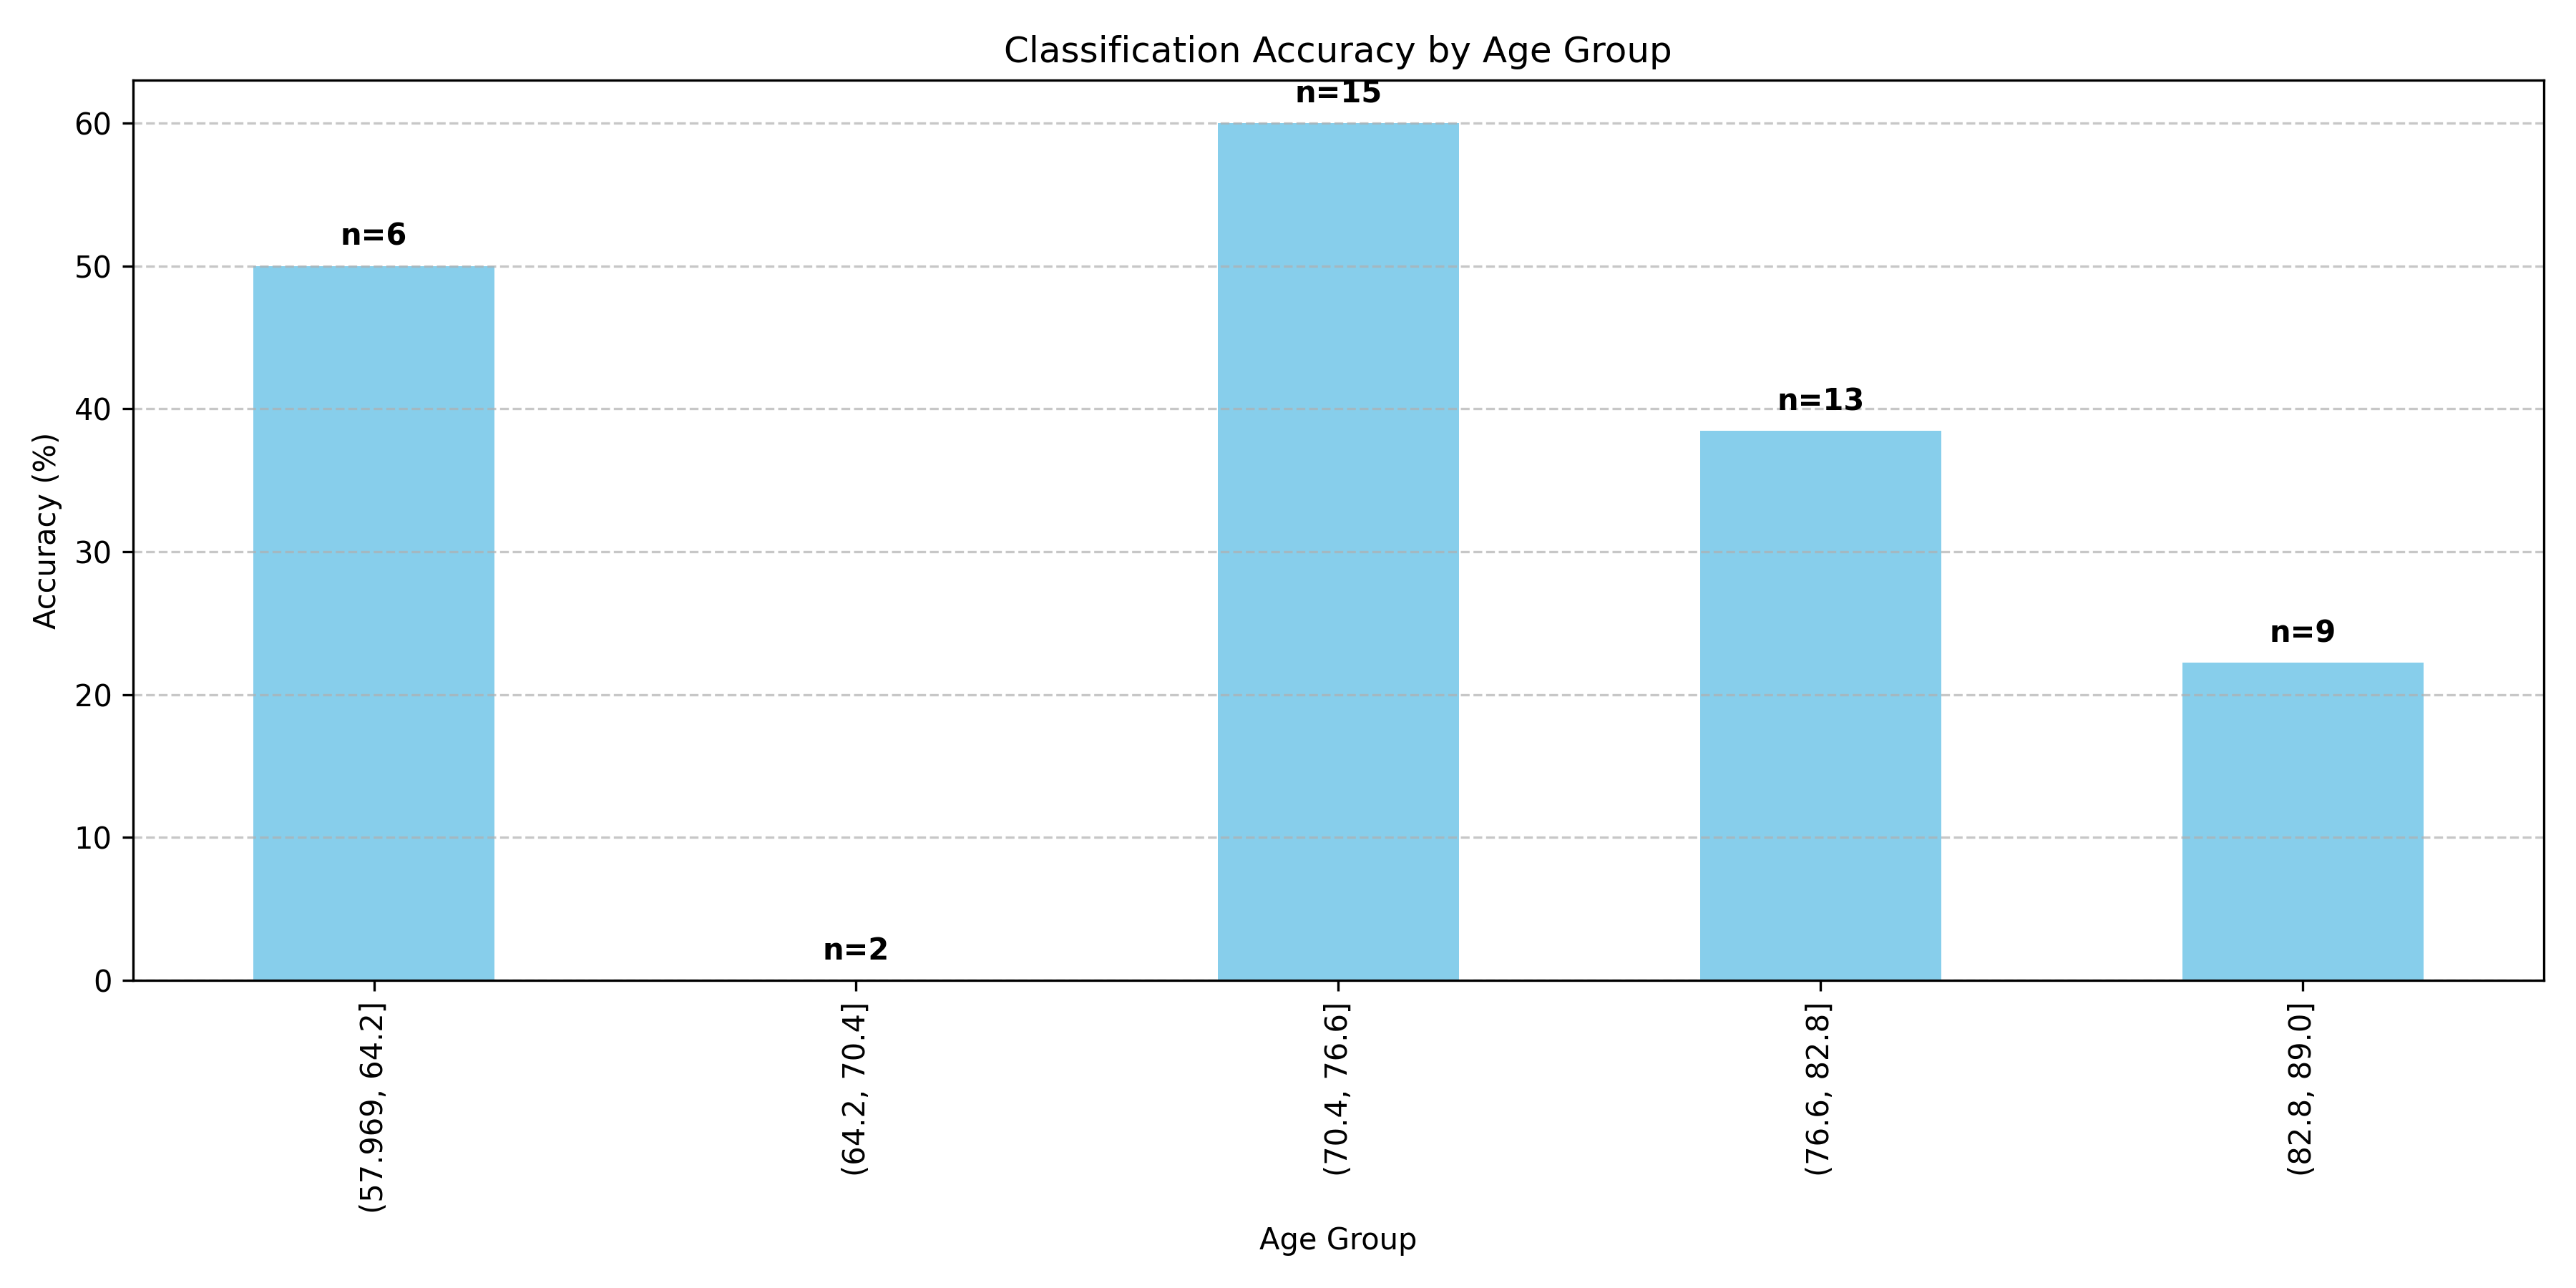 Classification Accuracy by Age Group
n=15
60
n=6
50
n=13
40
Accuracy (%)
30
n=9
20
10
n=2
0
(57.969, 64.2]
(64.2, 70.4]
(70.4, 76.6]
(76.6, 82.8]
(82.8, 89.0]
Age Group